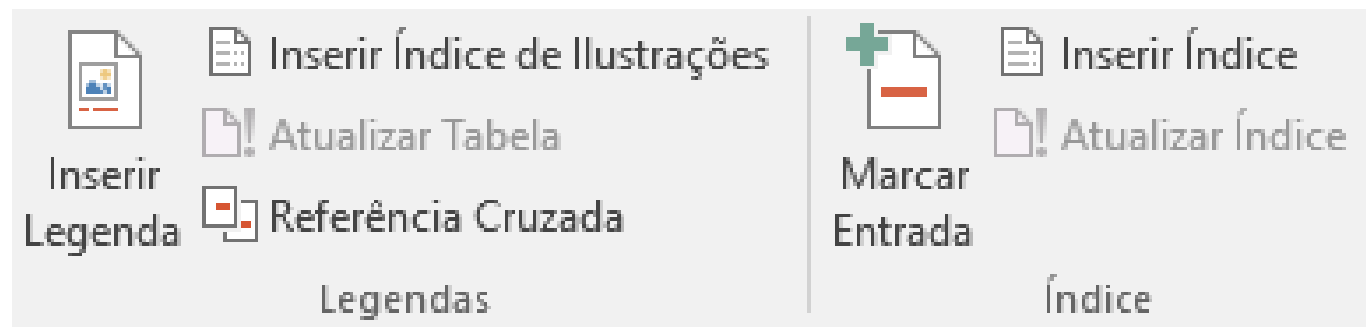 Inserir Legenda
Inserir Índice de Ilustrações
Atualizar Tabela
Referência Cruzada
Legendas
Marcar Entrada
Inserir Índice
Atualizar Índice
Índice